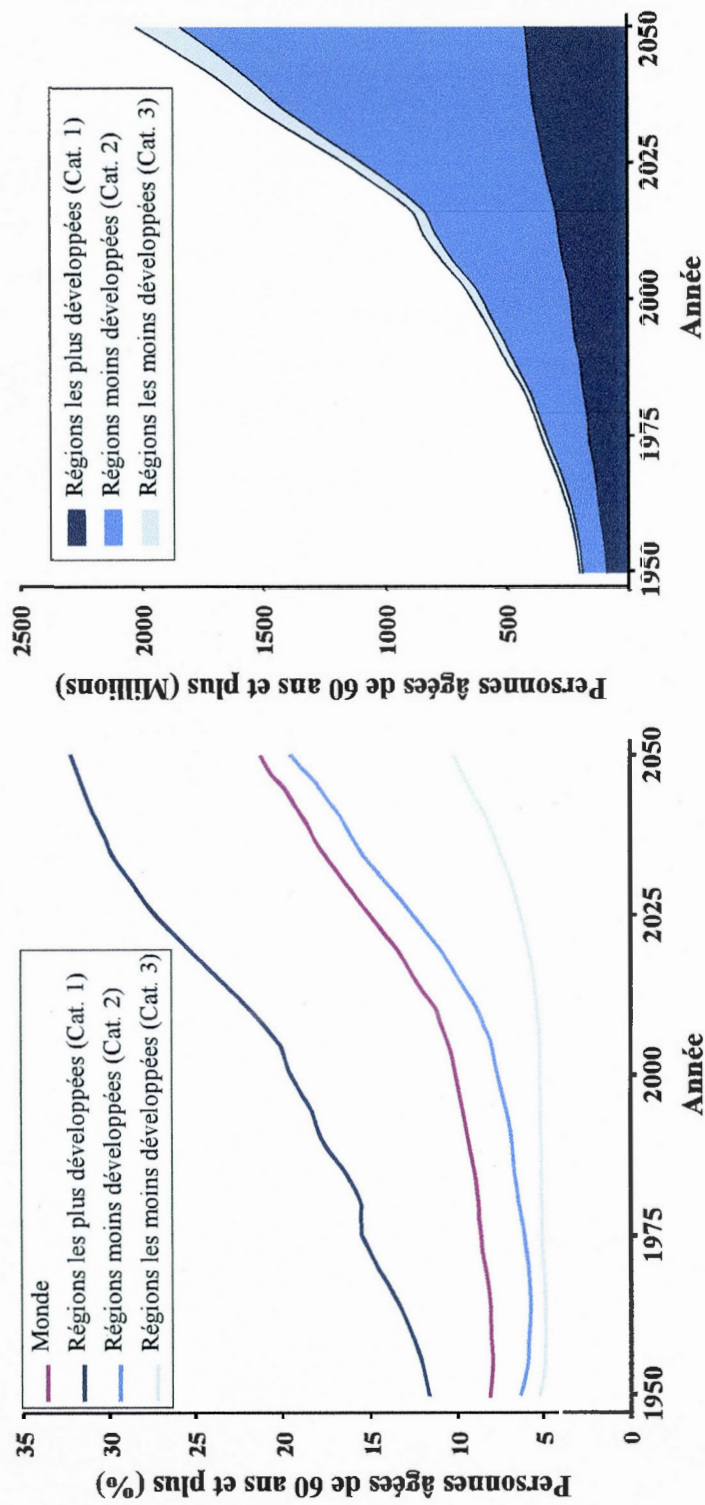 Personnes âgées de 60 ans et plus (%)
35
30
25
20
15
10
5
0
Monde
Régions les plus développées (Cat. 1)
Régions moins développées (Cat. 2)
Régions les moins développées (Cat. 3)
1950
1975
2000
2025
2050
Année
Personnes âgées de 60 ans et plus (Millions)
2500
2000
1500
1000
500
Régions les plus développées (Cat. 1)
Régions moins développées (Cat. 2)
Régions les moins développées (Cat. 3)
1950
1975
2000
2025
2050
Année